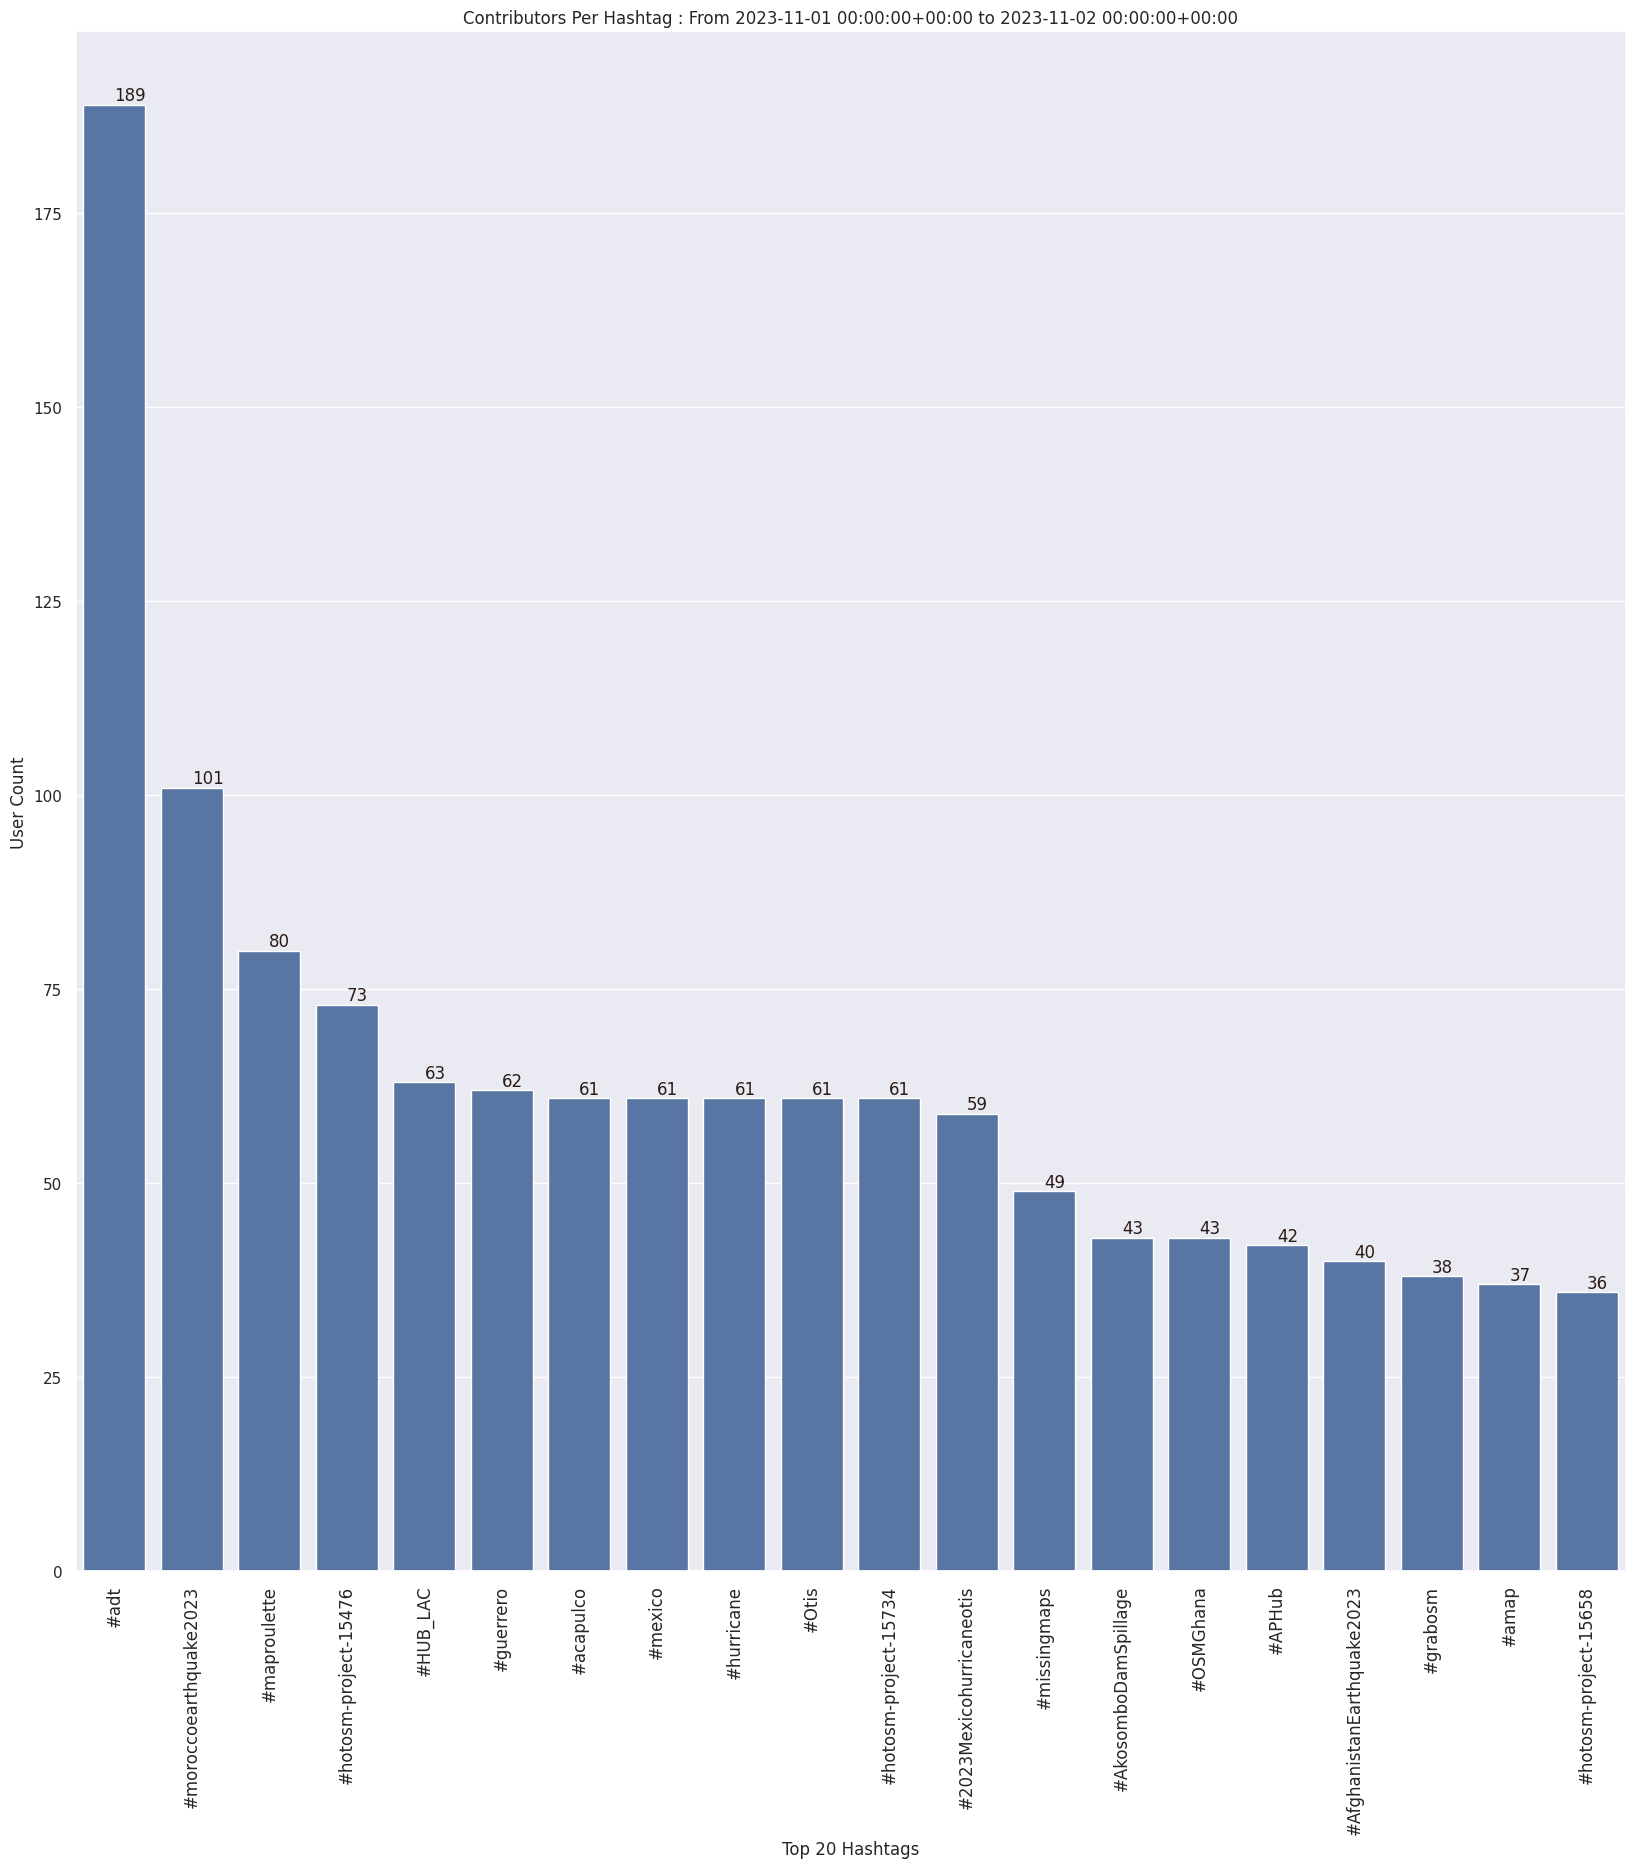 Contributors Per Hashtag : From 2023-11-01 00:00:00+00:00 to 2023-11-02 00:00:00+00:00
User Count
175
150
125
100
75
50
25
0
189
101
80
73
63
62
61
61
61
61
61
59
49
43
43
42
40
38
37
36
#adt
#moroccoearthquake2023
#maproulette
#hotosm-project-15476
#HUB_LAC
#guerrero
#acapulco
#mexico
#hurricane
#Otis
#hotosm-project-15734
#2023Mexicohurricaneotis
#missingmaps
#AkosomboDamSpillage
#OSMGhana
#APHub
#AfghanistanEarthquake2023
#grabosm
#amap
#hotosm-project-15658
Top 20 Hashtags